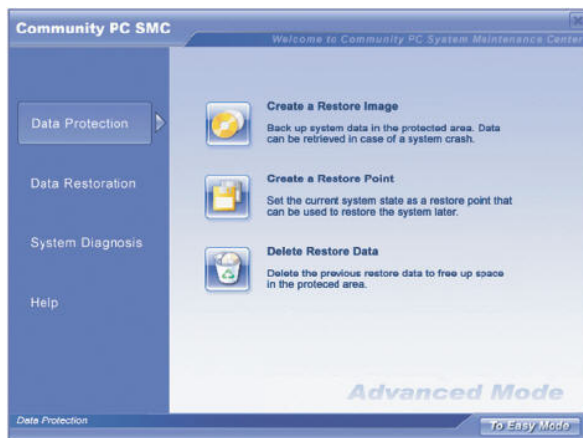 Community PC SMC
Welcome to Community PC System Maintenance Center
Data Protection
Data Restoration
System Diagnosis
Help
Create a Restore Image
Back up system data in the protected area. Data
can be retrieved in case of a system crash.
Create a Restore Point
Set the current system state as a restore point that
can be used to restore the system later.
Delete Restore Data
Delete the previous restore data to free up space
in the proteced area.
Advanced Mode
Data Protection
To Easy Mode